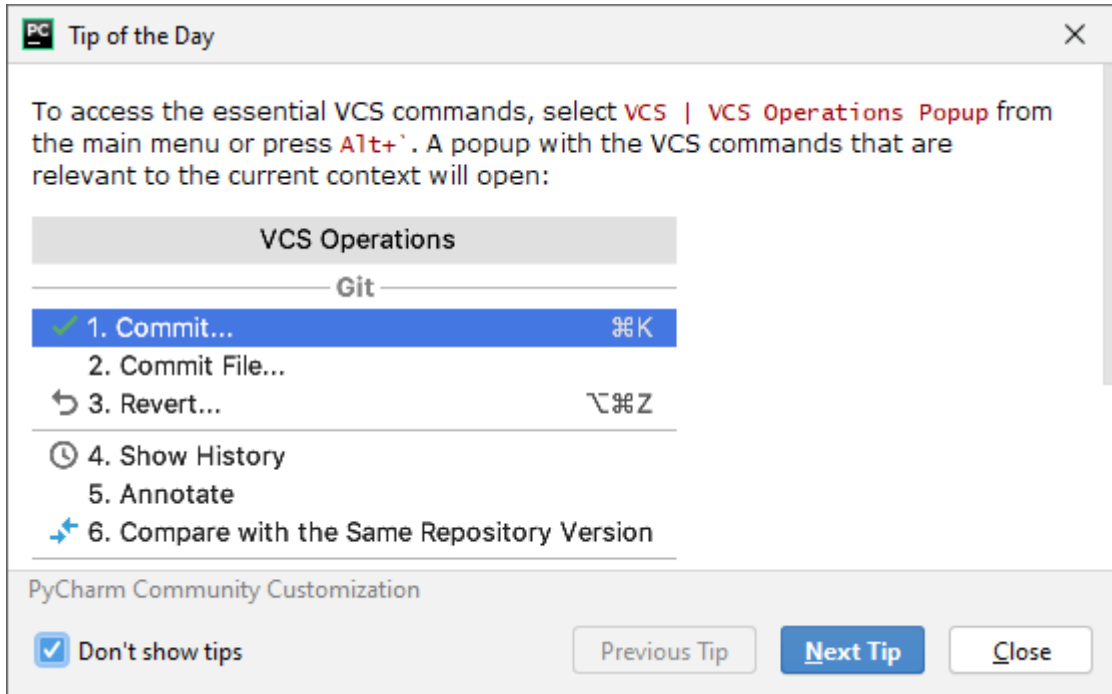 PC Tip of the Day
To access the essential VCS commands, select VCS | VCS Operations Popup from
the main menu or press Alt+`. A popup with the VCS commands that are
relevant to the current context will open:
VCS Operations
Git
1. Commit... ⌘K
2. Commit File...
3. Revert... ⌥⌘Z
4. Show History
5. Annotate
6. Compare with the Same Repository Version
PyCharm Community Customization
Don't show tips Previous Tip Next Tip Close